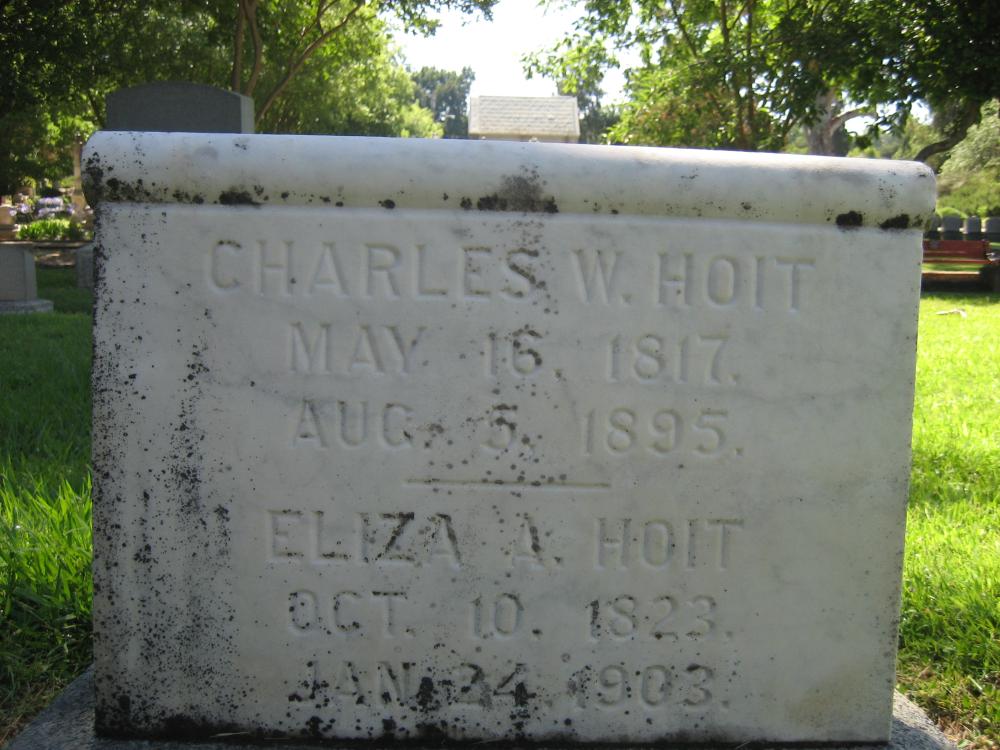 CHARLES W. HOIT
MAY 16, 1817.
AUG. 5, 1895.
ELIZA A. HOIT
OCT. 10, 1823.
JAN. 24, 1903.